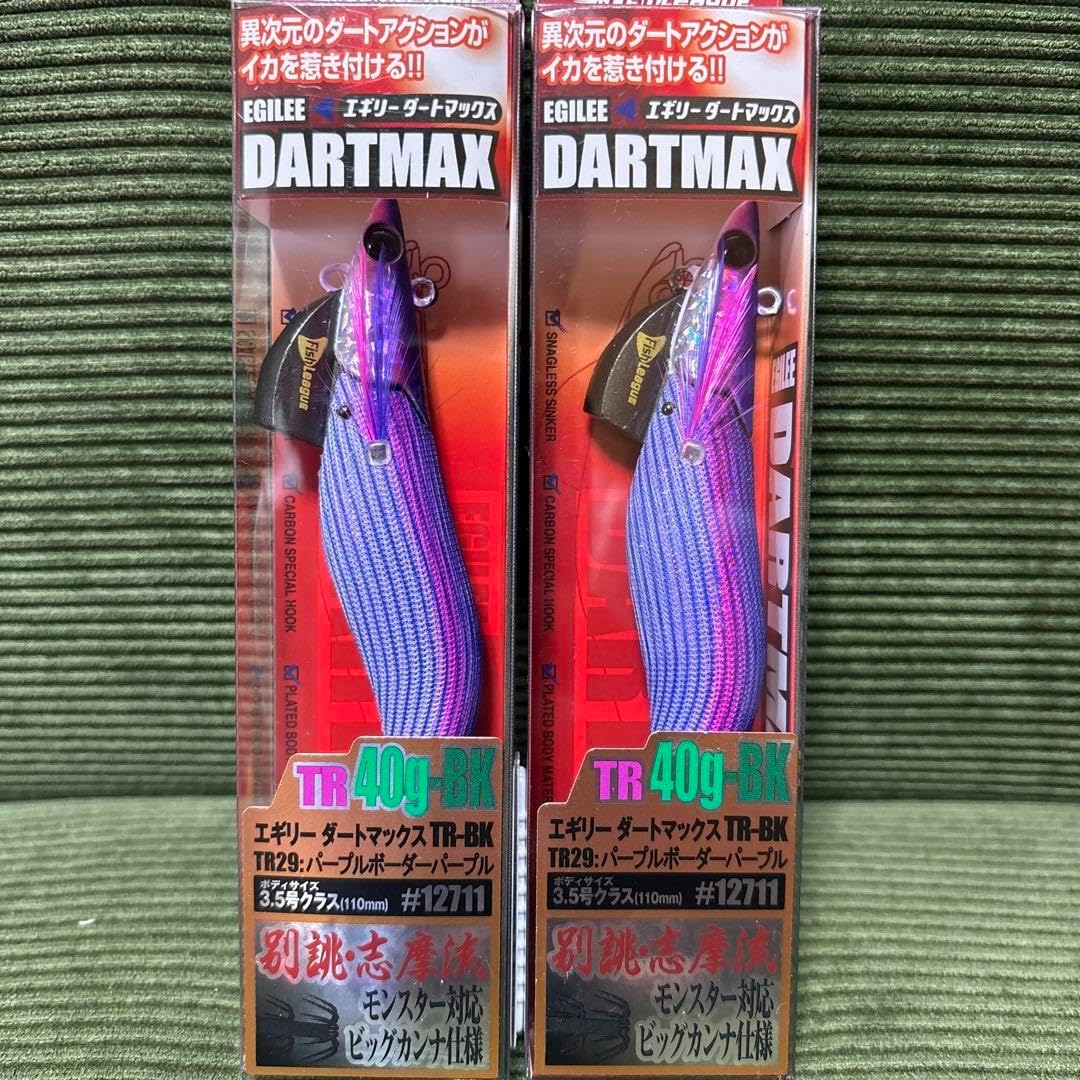 異次元のダートアクションが
イカを惹き付ける!!
EGILEE エギリー ダートマックス
DARTMAX
FishLeague
CARBON SPECIAL HOOK
PLATED BODY
TR 40g-BK
エギリー ダートマックス TR-BK
TR29:パープルボーダーパープル
ボディサイズ
3.5号クラス(110mm) #12711
別誂・志摩流
モンスター対応
ビッグカンナ仕様
異次元のダートアクションが
イカを惹き付ける!!
EGILEE エギリー ダートマックス
DARTMAX
FishLeague
SNAGLESS SINKER
CARBON SPECIAL HOOK
PLATED BODY MATE
EGILEE
DARTMA
TR 40g-BK
エギリー ダートマックス TR-BK
TR29:パープルボーダーパープル
ボディサイズ
3.5号クラス(110mm) #12711
別誂・志摩流
モンスター対応
ビッグカンナ仕様